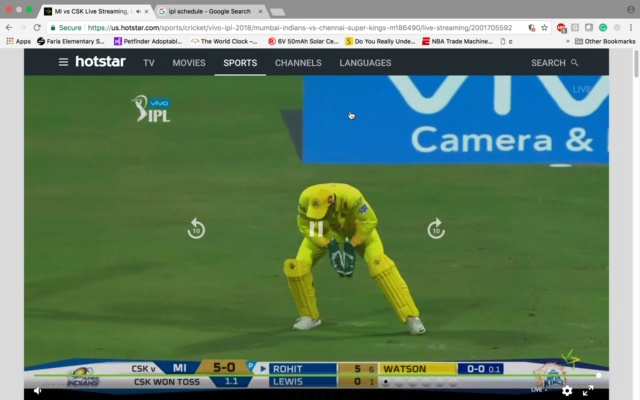 MI vs CSK Live Streaming,
ipl schedule - Google Search
Secure https://us.hotstar.com/sports/cricket/vivo-ipl-2018/mumbai-indians-vs-chennai-super-kings-m186490/live-streaming/2001705592
Apps Faria Elementary S... Petfinder Adoptabl... The World Clock –... 6V 50mAh Solar Ce... Do You Really Unde... NBA Trade Machine... c Other Bookmarks
hotstar TV MOVIES SPORTS CHANNELS LANGUAGES SEARCH
vivo
IPL
LIVE
VIVO
Camera &
10
10
CSK v MI 5-0 P ROHIT 5 6 WATSON 0-0 0.1
CSK WON TOSS 1.1 LEWIS 0 1
INDIANS
LIVE